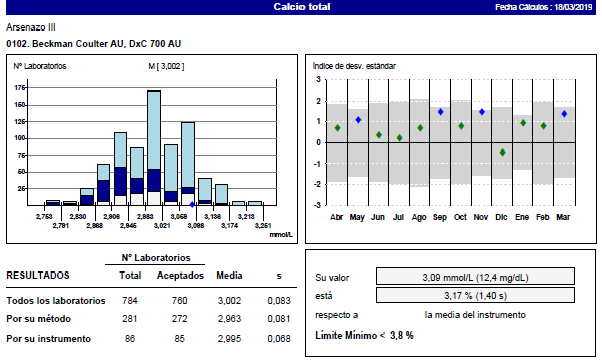 Calcio total
Fecha Cálculos : 18/03/2019
Arsenazo III
0102. Beckman Coulter AU, DxC 700 AU
Nº Laboratorios
M [ 3,002 ]
175
150
125
100
75
50
25
2,753 2,830 2,906 2,983 3,059 3,136 3,213
2,791 2,868 2,945 3,021 3,098 3,174 3,251
mmol/L
Índice de desv. estándar
3
2
1
0
-1
-2
-3
Abr May Jun Jul Ago Sep Oct Nov Dic Ene Feb Mar
Nº Laboratorios
RESULTADOS Total Aceptados Media s
Todos los laboratorios 784 760 3,002 0,083
Por su método 281 272 2,963 0,081
Por su instrumento 86 85 2,995 0,068
Su valor 3,09 mmol/L (12,4 mg/dL)
está 3,17 % (1,40 s)
respecto a la media del instrumento
Límite Mínimo < 3,8 %